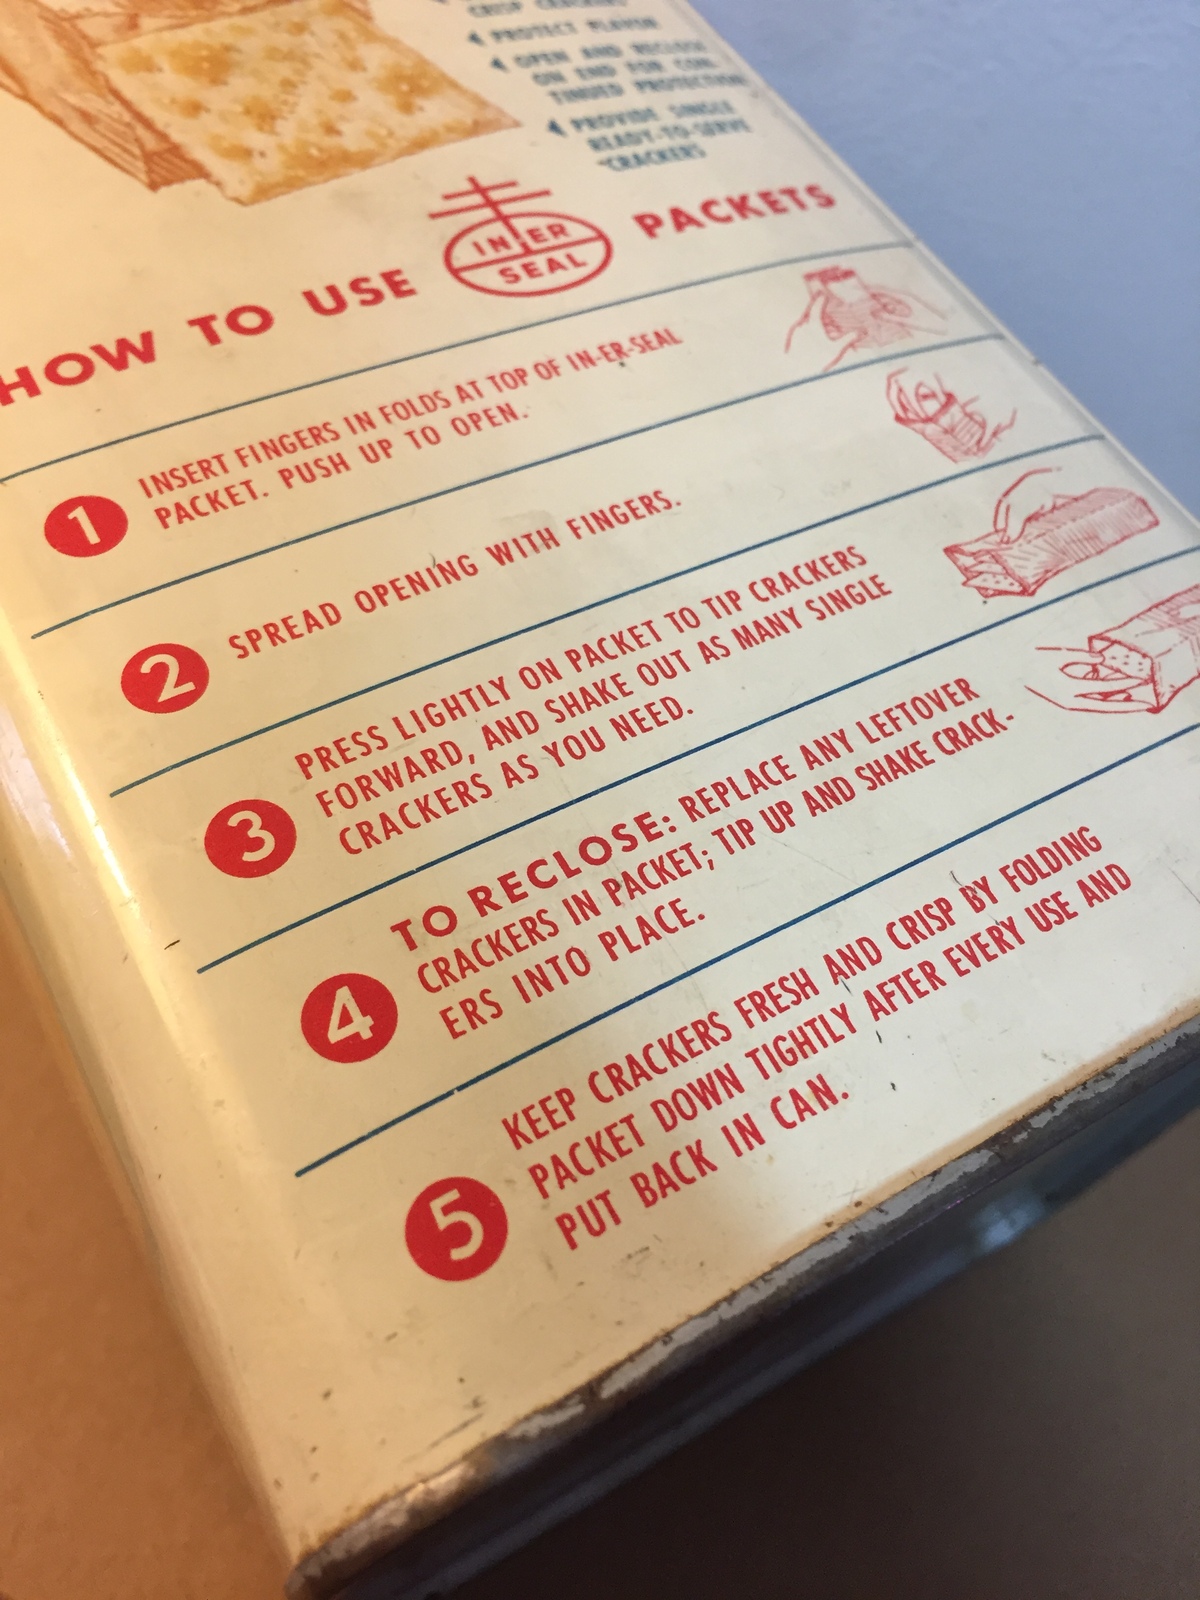 CRISP CRACKERS
PROTECT FLAVOR
OPEN AND RECLOSE
ON END FOR CON-
TINUED PROTECTION
PROVIDE SINGLE
READY-TO-SERVE
CRACKERS
HOW TO USE IN ER SEAL PACKETS
1 INSERT FINGERS IN FOLDS AT TOP OF IN-ER-SEAL
PACKET. PUSH UP TO OPEN.
2 SPREAD OPENING WITH FINGERS.
3 PRESS LIGHTLY ON PACKET TO TIP CRACKERS
FORWARD, AND SHAKE OUT AS MANY SINGLE
CRACKERS AS YOU NEED.
4 TO RECLOSE: REPLACE ANY LEFTOVER
CRACKERS IN PACKET; TIP UP AND SHAKE CRACK-
ERS INTO PLACE.
5 KEEP CRACKERS FRESH AND CRISP BY FOLDING
PACKET DOWN TIGHTLY AFTER EVERY USE AND
PUT BACK IN CAN.